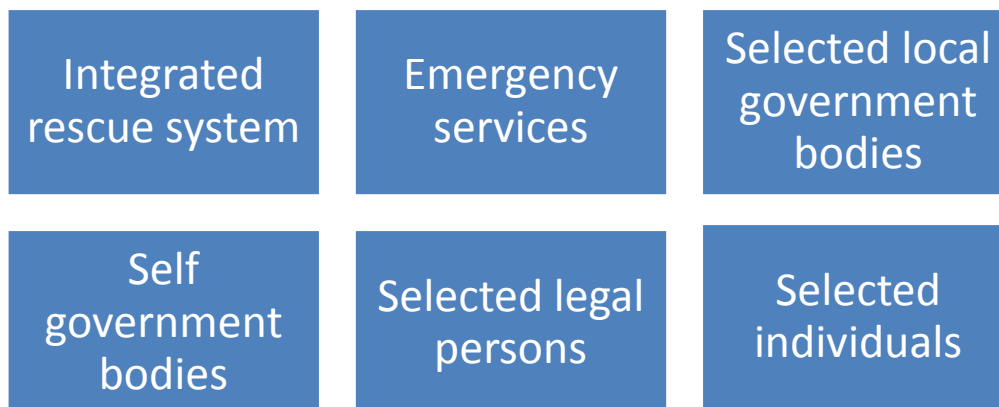 Integrated
rescue system
Emergency
services
Selected local
government
bodies
Self
government
bodies
Selected legal
persons
Selected
individuals